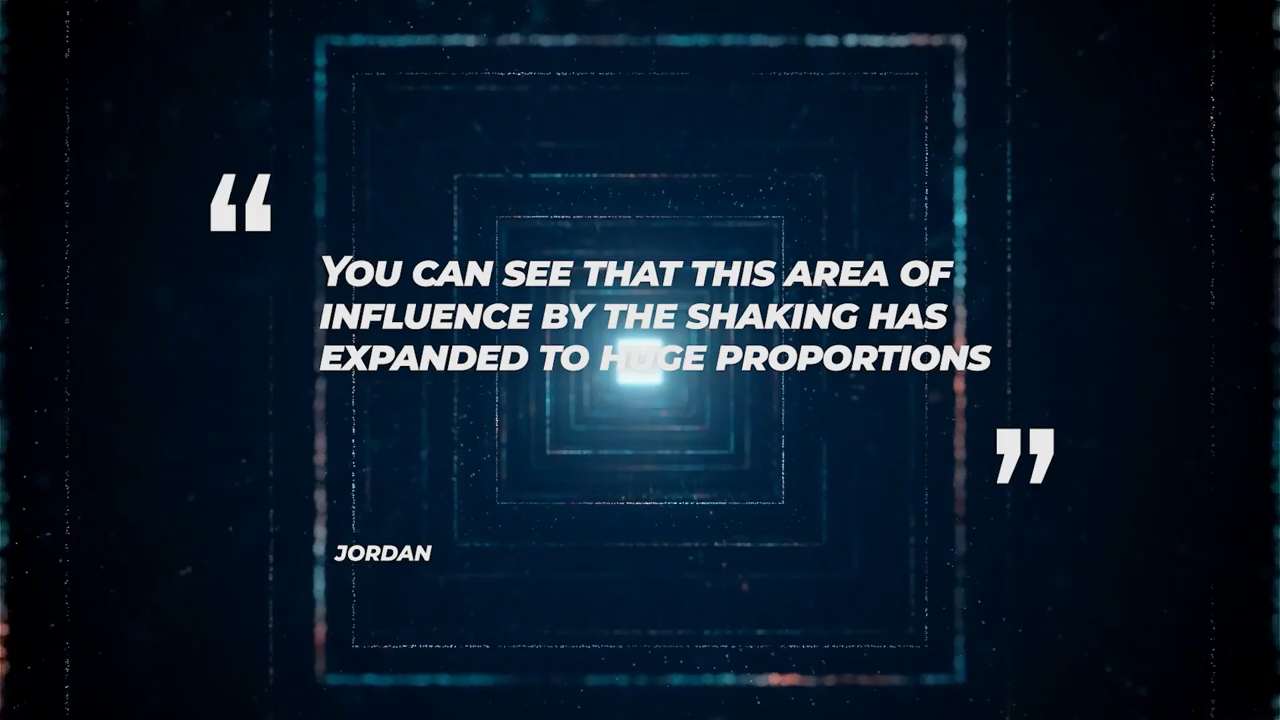 “
YOU CAN SEE THAT THIS AREA OF
INFLUENCE BY THE SHAKING HAS
EXPANDED TO HUGE PROPORTIONS
”
JORDAN